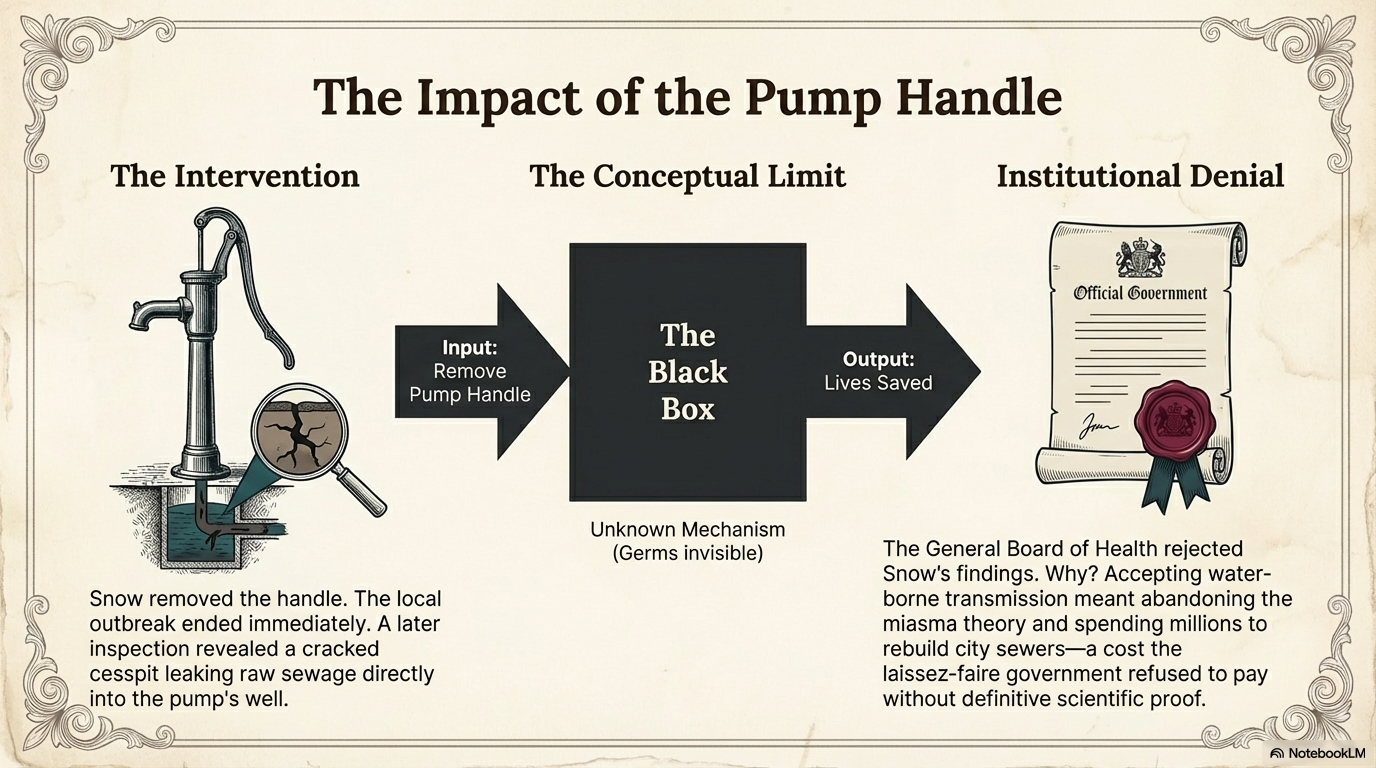 The Impact of the Pump Handle
The Intervention
Snow removed the handle. The local
outbreak ended immediately. A later
inspection revealed a cracked
cesspit leaking raw sewage directly
into the pump's well.
The Conceptual Limit
Input:
Remove
Pump Handle
The
Black
Box
Output:
Lives Saved
Unknown Mechanism
(Germs invisible)
Institutional Denial
Official Government
The General Board of Health rejected
Snow's findings. Why? Accepting water-
borne transmission meant abandoning the
miasma theory and spending millions to
rebuild city sewers—a cost the
laissez-faire government refused to pay
without definitive scientific proof.
NotebookLM